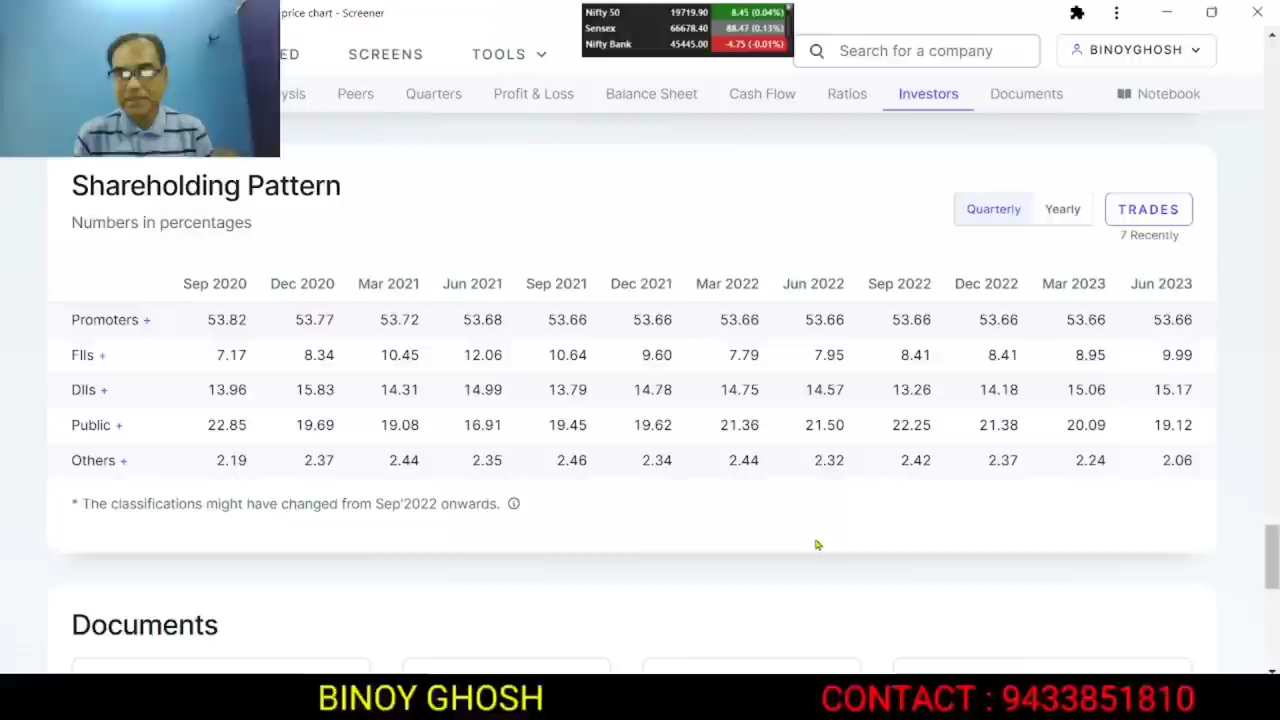 price chart - Screener
Nifty 50 19719.90 8.45 (0.04%)
Sensex 66678.40 88.47 (0.13%)
Nifty Bank 45445.00 -4.75 (-0.01%)
ED SCREENS TOOLS Search for a company BINOYGHOSH
ysis Peers Quarters Profit & Loss Balance Sheet Cash Flow Ratios Investors Documents Notebook
Shareholding Pattern
Numbers in percentages
Quarterly Yearly TRADES
7 Recently
Sep 2020 Dec 2020 Mar 2021 Jun 2021 Sep 2021 Dec 2021 Mar 2022 Jun 2022 Sep 2022 Dec 2022 Mar 2023 Jun 2023
Promoters + 53.82 53.77 53.72 53.68 53.66 53.66 53.66 53.66 53.66 53.66 53.66 53.66
FIIs + 7.17 8.34 10.45 12.06 10.64 9.60 7.79 7.95 8.41 8.41 8.95 9.99
DIIs + 13.96 15.83 14.31 14.99 13.79 14.78 14.75 14.57 13.26 14.18 15.06 15.17
Public + 22.85 19.69 19.08 16.91 19.45 19.62 21.36 21.50 22.25 21.38 20.09 19.12
Others + 2.19 2.37 2.44 2.35 2.46 2.34 2.44 2.32 2.42 2.37 2.24 2.06
* The classifications might have changed from Sep'2022 onwards.
Documents
BINOY GHOSH CONTACT : 9433851810